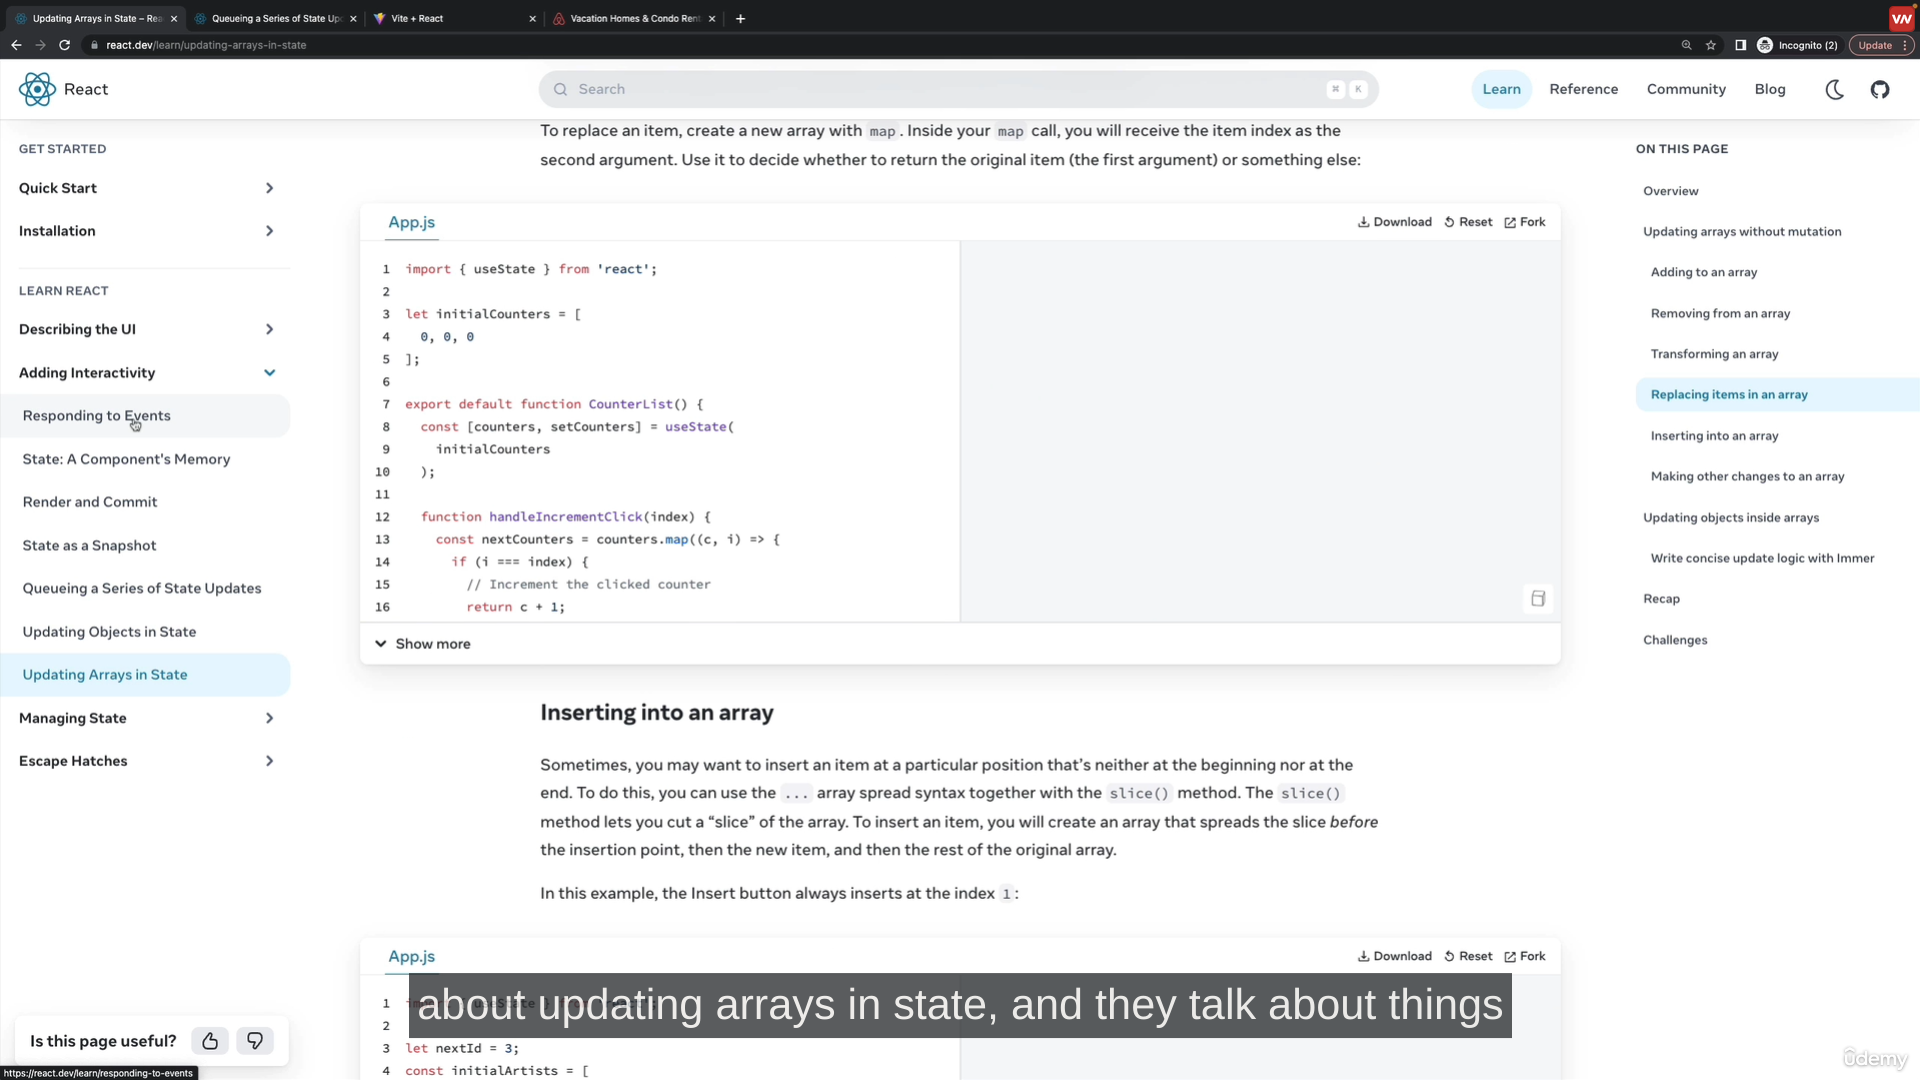 Updating Arrays in State – Rea
Queueing a Series of State Up
Vite + React
Vacation Homes & Condo Ren
react.dev/learn/updating-arrays-in-state
Incognito (2)
Update
VW
React
Search
⌘ K
Learn
Reference
Community
Blog
GET STARTED
Quick Start
Installation
LEARN REACT
Describing the UI
Adding Interactivity
Responding to Events
State: A Component's Memory
Render and Commit
State as a Snapshot
Queueing a Series of State Updates
Updating Objects in State
Updating Arrays in State
Managing State
Escape Hatches
Is this page useful?
https://react.dev/learn/responding-to-events
To replace an item, create a new array with map. Inside your map call, you will receive the item index as the
second argument. Use it to decide whether to return the original item (the first argument) or something else:
App.js
Download
Reset
Fork
1 import { useState } from 'react';
2
3 let initialCounters = [
4 0, 0, 0
5 ];
6
7 export default function CounterList() {
8 const [counters, setCounters] = useState(
9 initialCounters
10 );
11
12 function handleIncrementClick(index) {
13 const nextCounters = counters.map((c, i) => {
14 if (i === index) {
15 // Increment the clicked counter
16 return c + 1;
Show more
Inserting into an array
Sometimes, you may want to insert an item at a particular position that’s neither at the beginning nor at the
end. To do this, you can use the ... array spread syntax together with the slice() method. The slice()
method lets you cut a “slice” of the array. To insert an item, you will create an array that spreads the slice before
the insertion point, then the new item, and then the rest of the original array.
In this example, the Insert button always inserts at the index 1:
App.js
Download
Reset
Fork
1
2
3 let nextId = 3;
4 const initialArtists = [
about updating arrays in state, and they talk about things
ON THIS PAGE
Overview
Updating arrays without mutation
Adding to an array
Removing from an array
Transforming an array
Replacing items in an array
Inserting into an array
Making other changes to an array
Updating objects inside arrays
Write concise update logic with Immer
Recap
Challenges
ûdemy